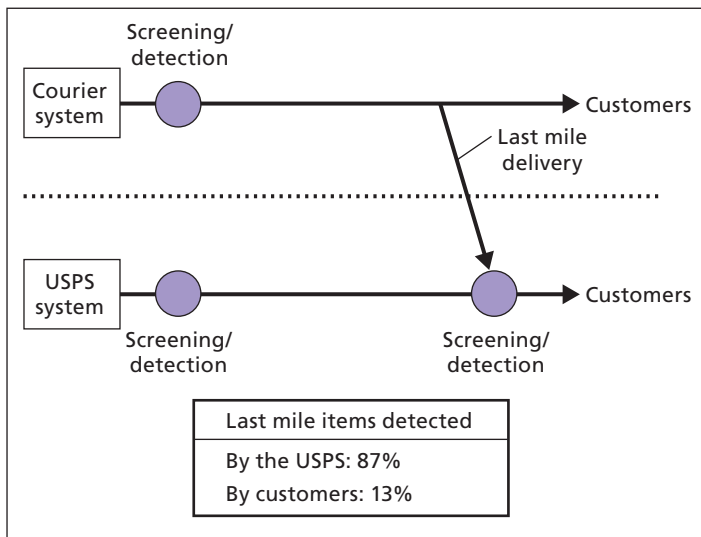 Screening/
detection
Courier
system
Customers
Last mile
delivery
USPS
system
Customers
Screening/
detection
Screening/
detection
Last mile items detected
By the USPS: 87%
By customers: 13%